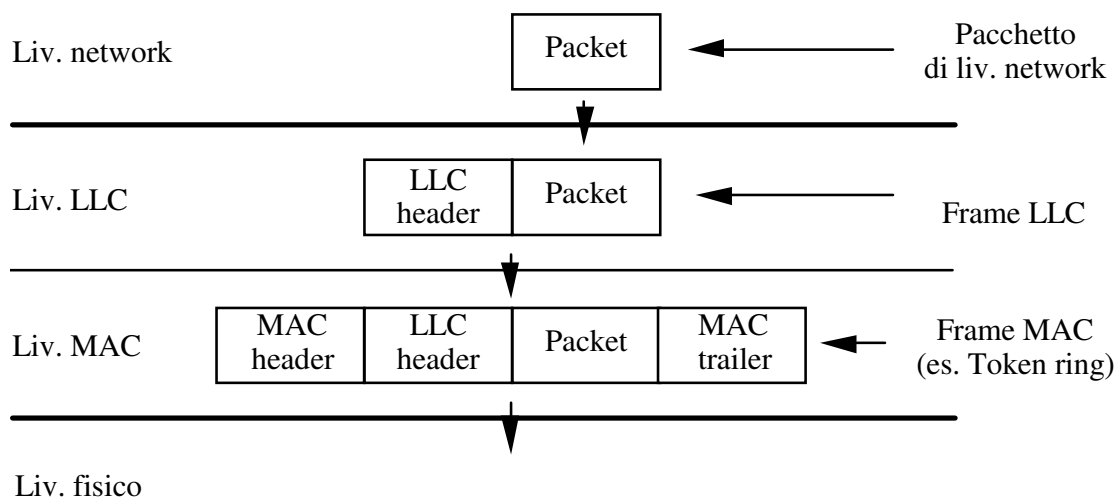 Liv. network
Packet
Pacchetto
di liv. network
Liv. LLC
LLC
header
Packet
Frame LLC
Liv. MAC
MAC
header
LLC
header
Packet
MAC
trailer
Frame MAC
(es. Token ring)
Liv. fisico